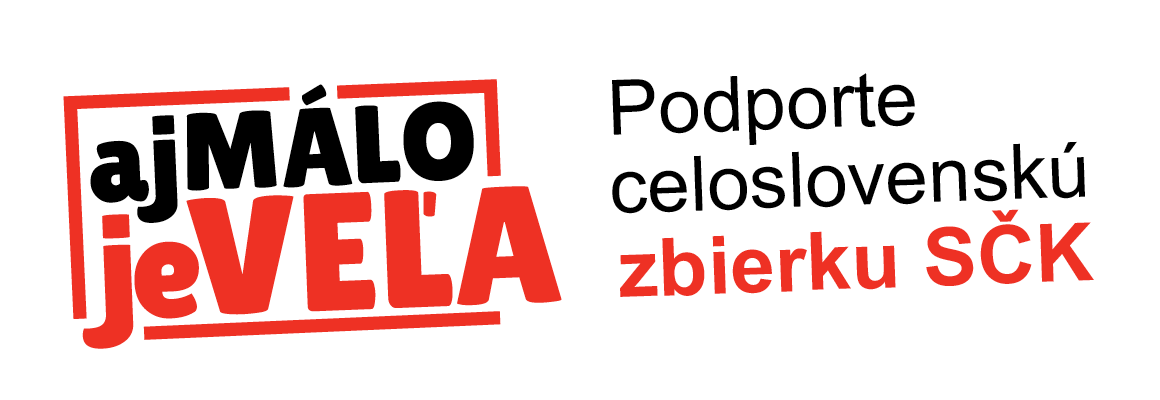 ajMÁLO
jeVEĽA
Podporte
celoslovenskú
zbierku SČK